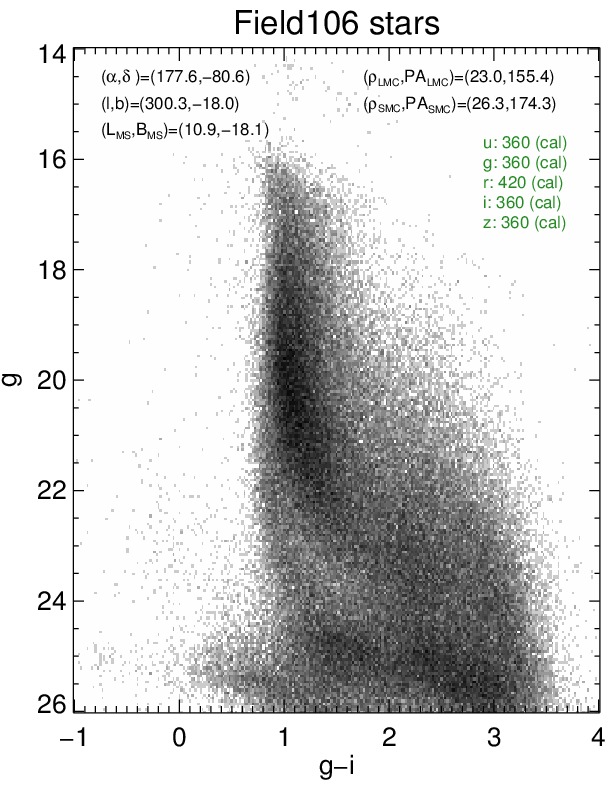 Field106 stars
14
(α,δ )=(177.6,−80.6)
(ρLMC,PALMC)=(23.0,155.4)
(l,b)=(300.3,−18.0)
(ρSMC,PASMC)=(26.3,174.3)
(LMS,BMS)=(10.9,−18.1)
u: 360 (cal)
16
g: 360 (cal)
r: 420 (cal)
i: 360 (cal)
z: 360 (cal)
18
20
g
22
24
26
−1 0 1 2 3 4
g−i